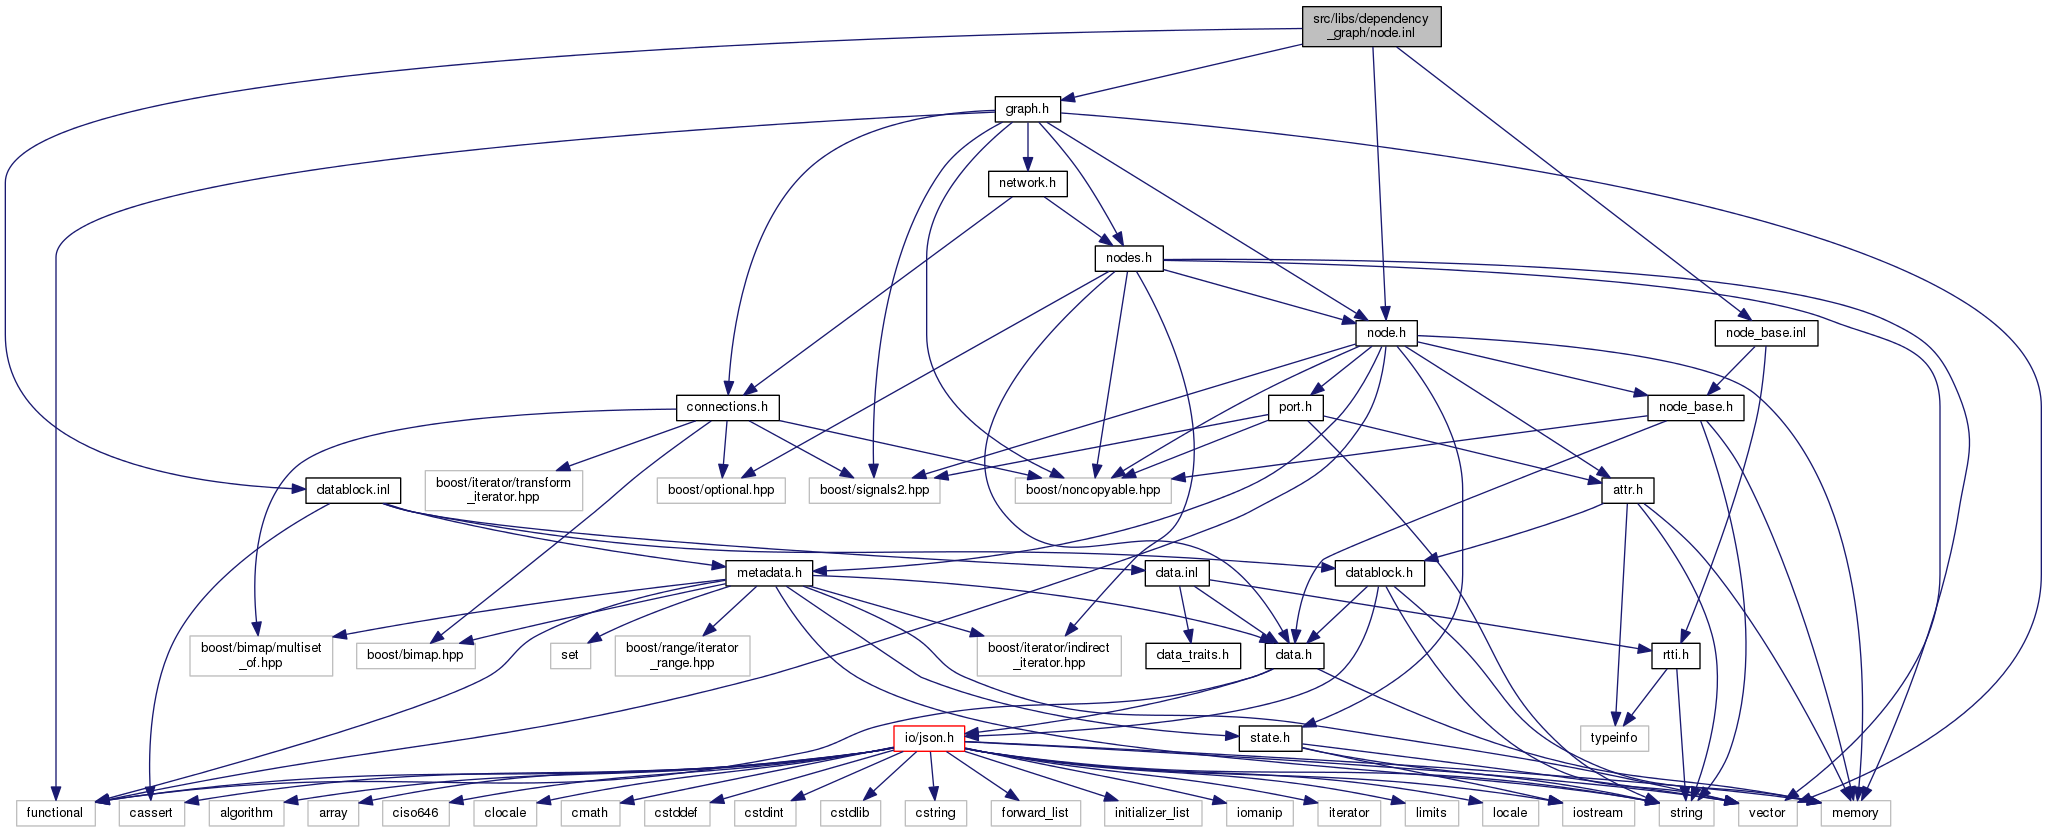 src/libs/dependency
_graph/node.inl
graph.h
network.h
nodes.h
node.h
node_base.inl
connections.h
port.h
node_base.h
datablock.inl
boost/iterator/transform
_iterator.hpp
boost/optional.hpp
boost/signals2.hpp
boost/noncopyable.hpp
attr.h
metadata.h
data.inl
datablock.h
boost/bimap/multiset
_of.hpp
boost/bimap.hpp
set
boost/range/iterator
_range.hpp
boost/iterator/indirect
_iterator.hpp
data_traits.h
data.h
rtti.h
io/json.h
state.h
typeinfo
functional
cassert
algorithm
array
ciso646
clocale
cmath
cstddef
cstdint
cstdlib
cstring
forward_list
initializer_list
iomanip
iterator
limits
locale
iostream
string
vector
memory